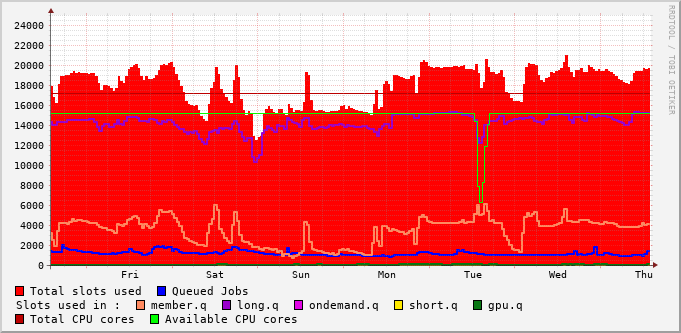 RRDTOOL / TOBI OETIKER
24000
22000
20000
18000
16000
14000
12000
10000
8000
6000
4000
2000
0
Fri Sat Sun Mon Tue Wed Thu
Total slots used Queued Jobs
Slots used in : member.q long.q ondemand.q short.q gpu.q
Total CPU cores Available CPU cores